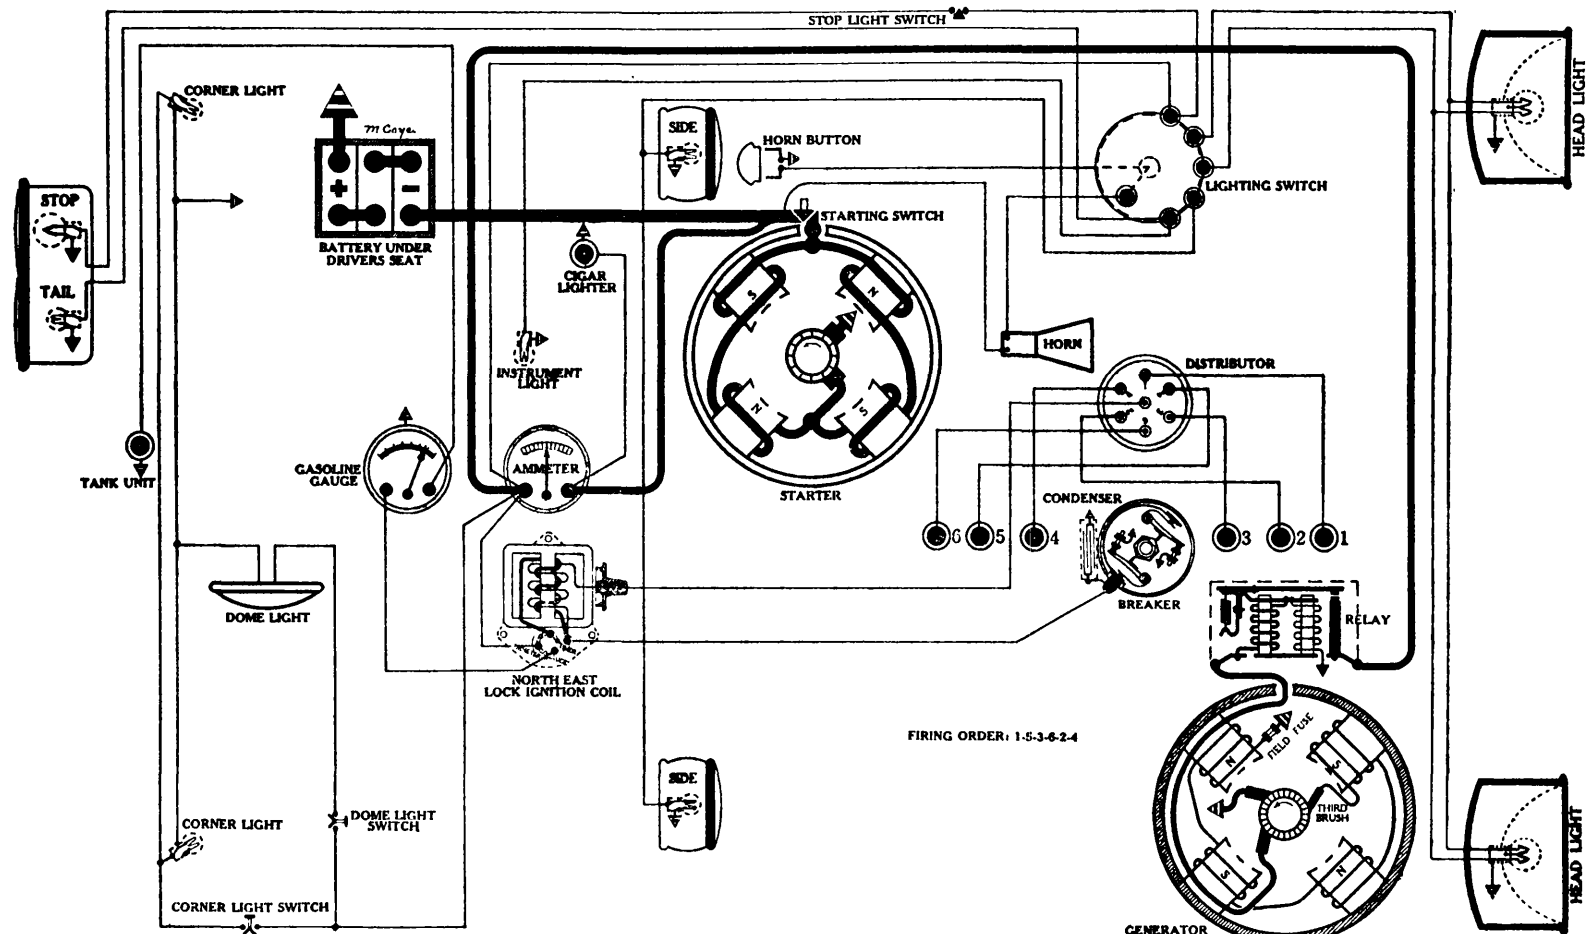 STOP LIGHT SWITCH
CORNER LIGHT
HEAD LIGHT
SIDE
HORN BUTTON
+
−
LIGHTING SWITCH
STOP
STARTING SWITCH
BATTERY UNDER
DRIVERS SEAT
CIGAR
LIGHTER
TAIL
S
N
HORN
INSTRUMENT
LIGHT
DISTRIBUTOR
N
S
GASOLINE
GAUGE
AMMETER
TANK UNIT
STARTER
CONDENSER
6
5
4
3
2
1
BREAKER
DOME LIGHT
RELAY
NORTH EAST
LOCK IGNITION COIL
FIRING ORDER: 1-5-3-6-2-4
FIELD FUSE
N
S
SIDE
THIRD
BRUSH
DOME LIGHT
SWITCH
CORNER LIGHT
HEAD LIGHT
S
N
CORNER LIGHT SWITCH
GENERATOR